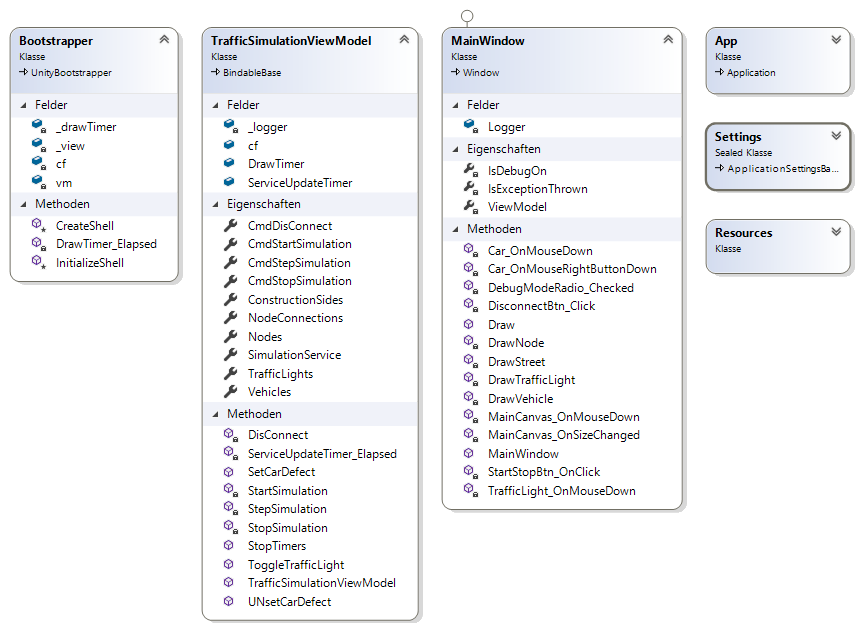 Bootstrapper
Klasse
UnityBootstrapper
Felder
_drawTimer
_view
cf
vm
Methoden
CreateShell
DrawTimer_Elapsed
InitializeShell
TrafficSimulationViewModel
Klasse
BindableBase
Felder
_logger
cf
DrawTimer
ServiceUpdateTimer
Eigenschaften
CmdDisConnect
CmdStartSimulation
CmdStepSimulation
CmdStopSimulation
ConstructionSides
NodeConnections
Nodes
SimulationService
TrafficLights
Vehicles
Methoden
DisConnect
ServiceUpdateTimer_Elapsed
SetCarDefect
StartSimulation
StepSimulation
StopSimulation
StopTimers
ToggleTrafficLight
TrafficSimulationViewModel
UNsetCarDefect
MainWindow
Klasse
Window
Felder
Logger
Eigenschaften
IsDebugOn
IsExceptionThrown
ViewModel
Methoden
Car_OnMouseDown
Car_OnMouseRightButtonDown
DebugModeRadio_Checked
DisconnectBtn_Click
Draw
DrawNode
DrawStreet
DrawTrafficLight
DrawVehicle
MainCanvas_OnMouseDown
MainCanvas_OnSizeChanged
MainWindow
StartStopBtn_OnClick
TrafficLight_OnMouseDown
App
Klasse
Application
Settings
Sealed Klasse
ApplicationSettingsBa...
Resources
Klasse